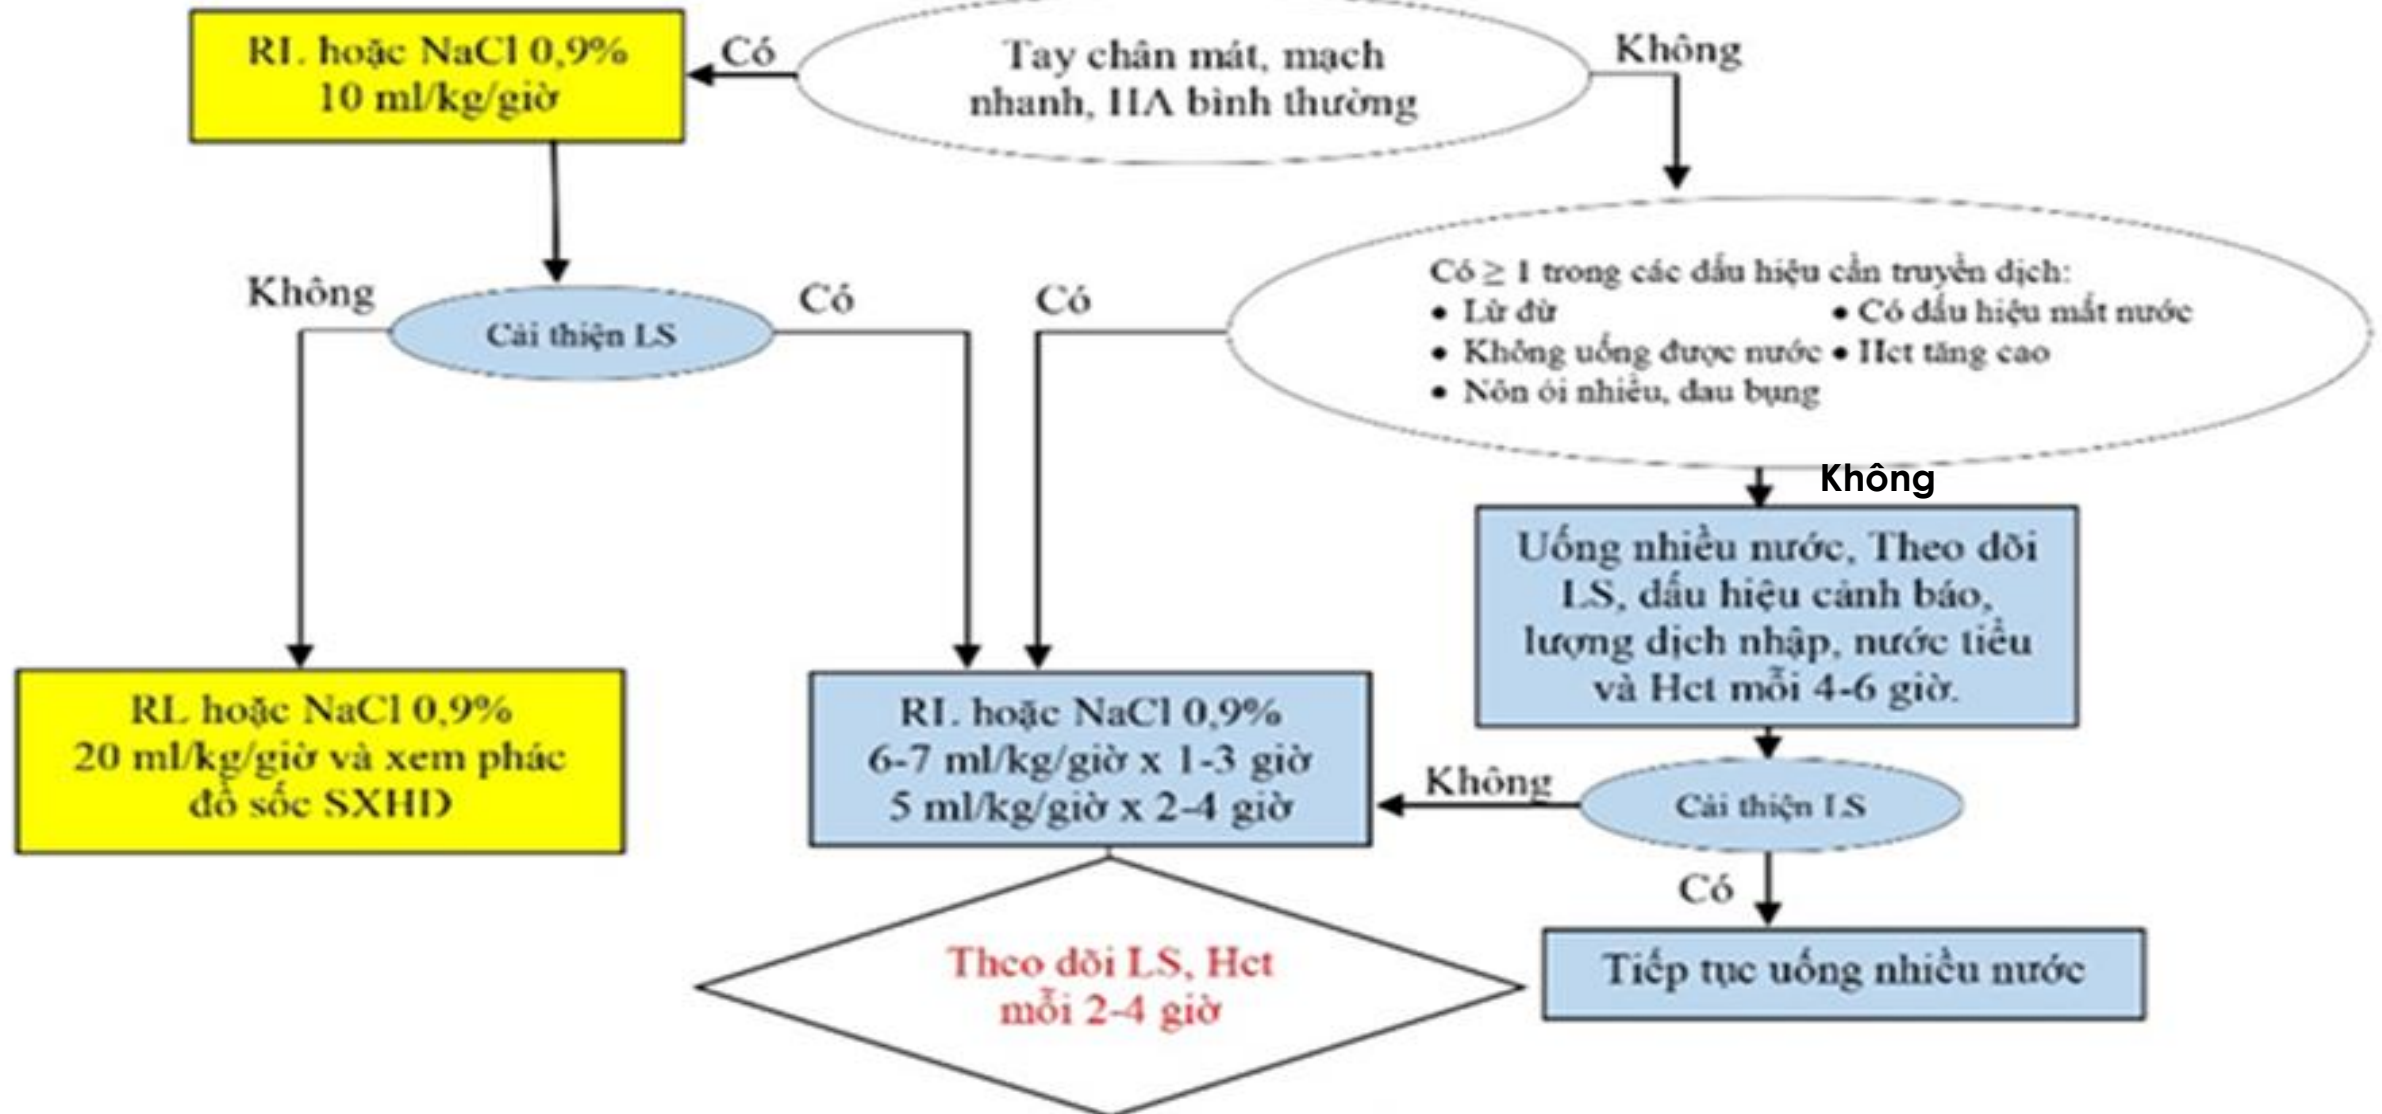 RL hoặc NaCl 0,9%
10 ml/kg/giờ
Có
Tay chân mát, mạch
nhanh, HA bình thường
Không
Không
Cải thiện LS
Có
Có
Có ≥ 1 trong các dấu hiệu cần truyền dịch:
• Lừ đừ • Có dấu hiệu mất nước
• Không uống được nước • Hct tăng cao
• Nôn ói nhiều, đau bụng
Không
Uống nhiều nước, Theo dõi
LS, dấu hiệu cảnh báo,
lượng dịch nhập, nước tiểu
và Hct mỗi 4-6 giờ.
RL hoặc NaCl 0,9%
20 ml/kg/giờ và xem phác
đồ sốc SXHD
RL hoặc NaCl 0,9%
6-7 ml/kg/giờ x 1-3 giờ
5 ml/kg/giờ x 2-4 giờ
Không
Cải thiện LS
Có
Tiếp tục uống nhiều nước
Theo dõi LS, Hct
mỗi 2-4 giờ